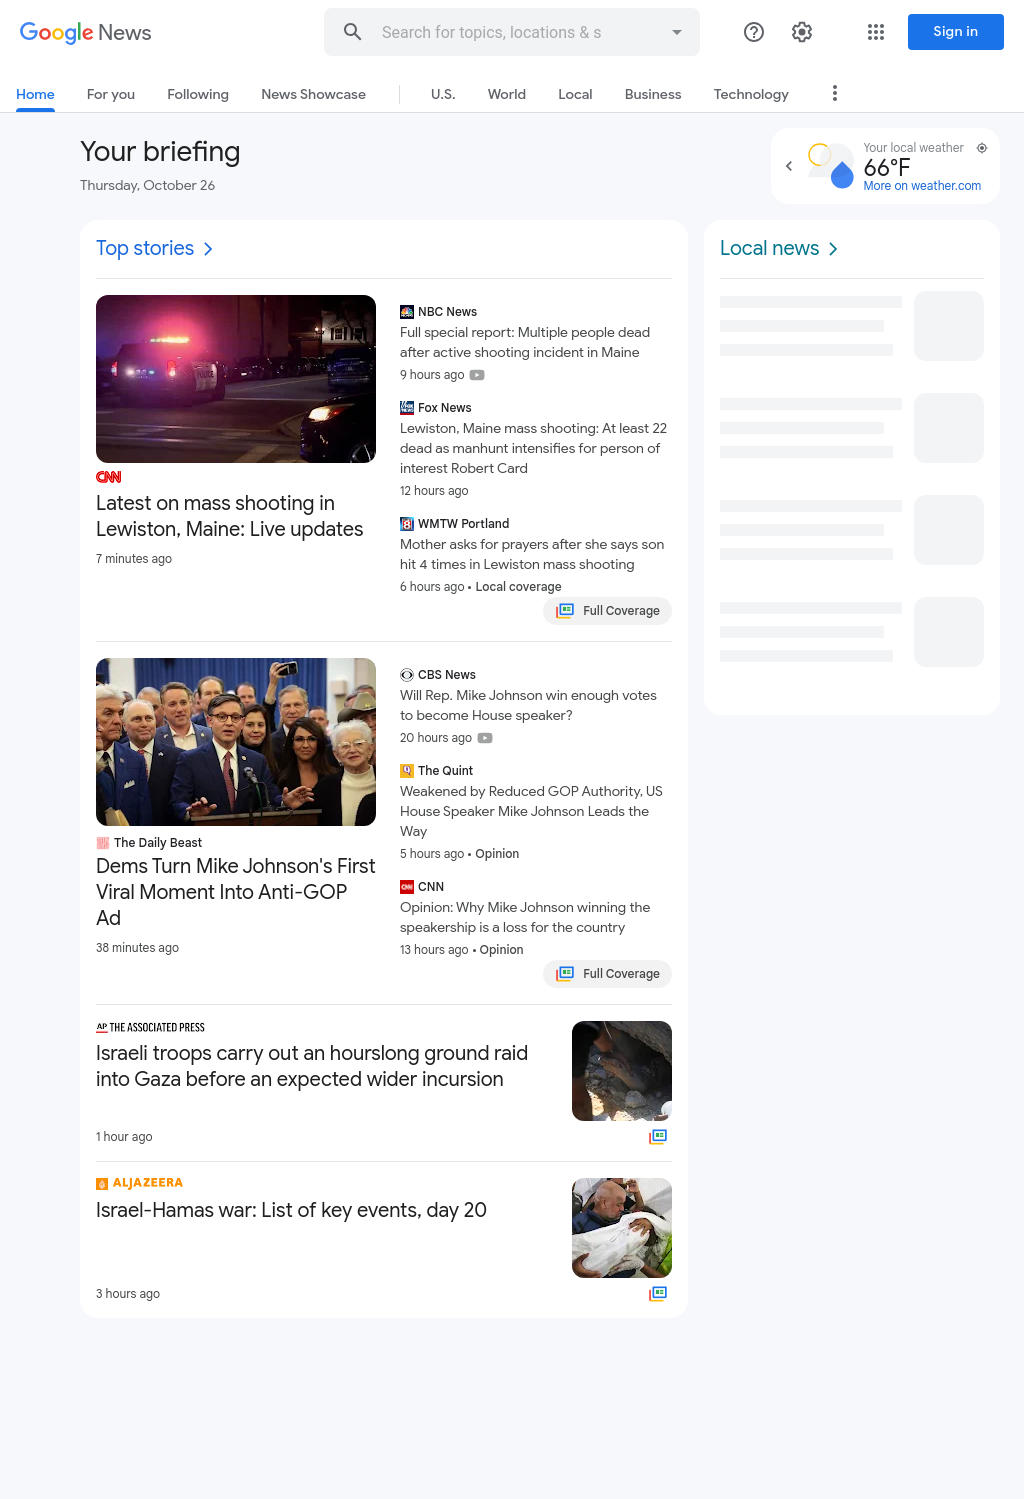 Google News
Search for topics, locations & s
Sign in
Home
For you
Following
News Showcase
U.S.
World
Local
Business
Technology
Your briefing
Thursday, October 26
Your local weather
66°F
More on weather.com
Top stories
CNN
Latest on mass shooting in
Lewiston, Maine: Live updates
7 minutes ago
NBC News
Full special report: Multiple people dead
after active shooting incident in Maine
9 hours ago
Fox News
Lewiston, Maine mass shooting: At least 22
dead as manhunt intensifies for person of
interest Robert Card
12 hours ago
WMTW Portland
Mother asks for prayers after she says son
hit 4 times in Lewiston mass shooting
6 hours ago • Local coverage
Full Coverage
The Daily Beast
Dems Turn Mike Johnson's First
Viral Moment Into Anti-GOP
Ad
38 minutes ago
CBS News
Will Rep. Mike Johnson win enough votes
to become House speaker?
20 hours ago
The Quint
Weakened by Reduced GOP Authority, US
House Speaker Mike Johnson Leads the
Way
5 hours ago • Opinion
CNN
Opinion: Why Mike Johnson winning the
speakership is a loss for the country
13 hours ago • Opinion
Full Coverage
AP THE ASSOCIATED PRESS
Israeli troops carry out an hourslong ground raid
into Gaza before an expected wider incursion
1 hour ago
ALJAZEERA
Israel-Hamas war: List of key events, day 20
3 hours ago
Local news